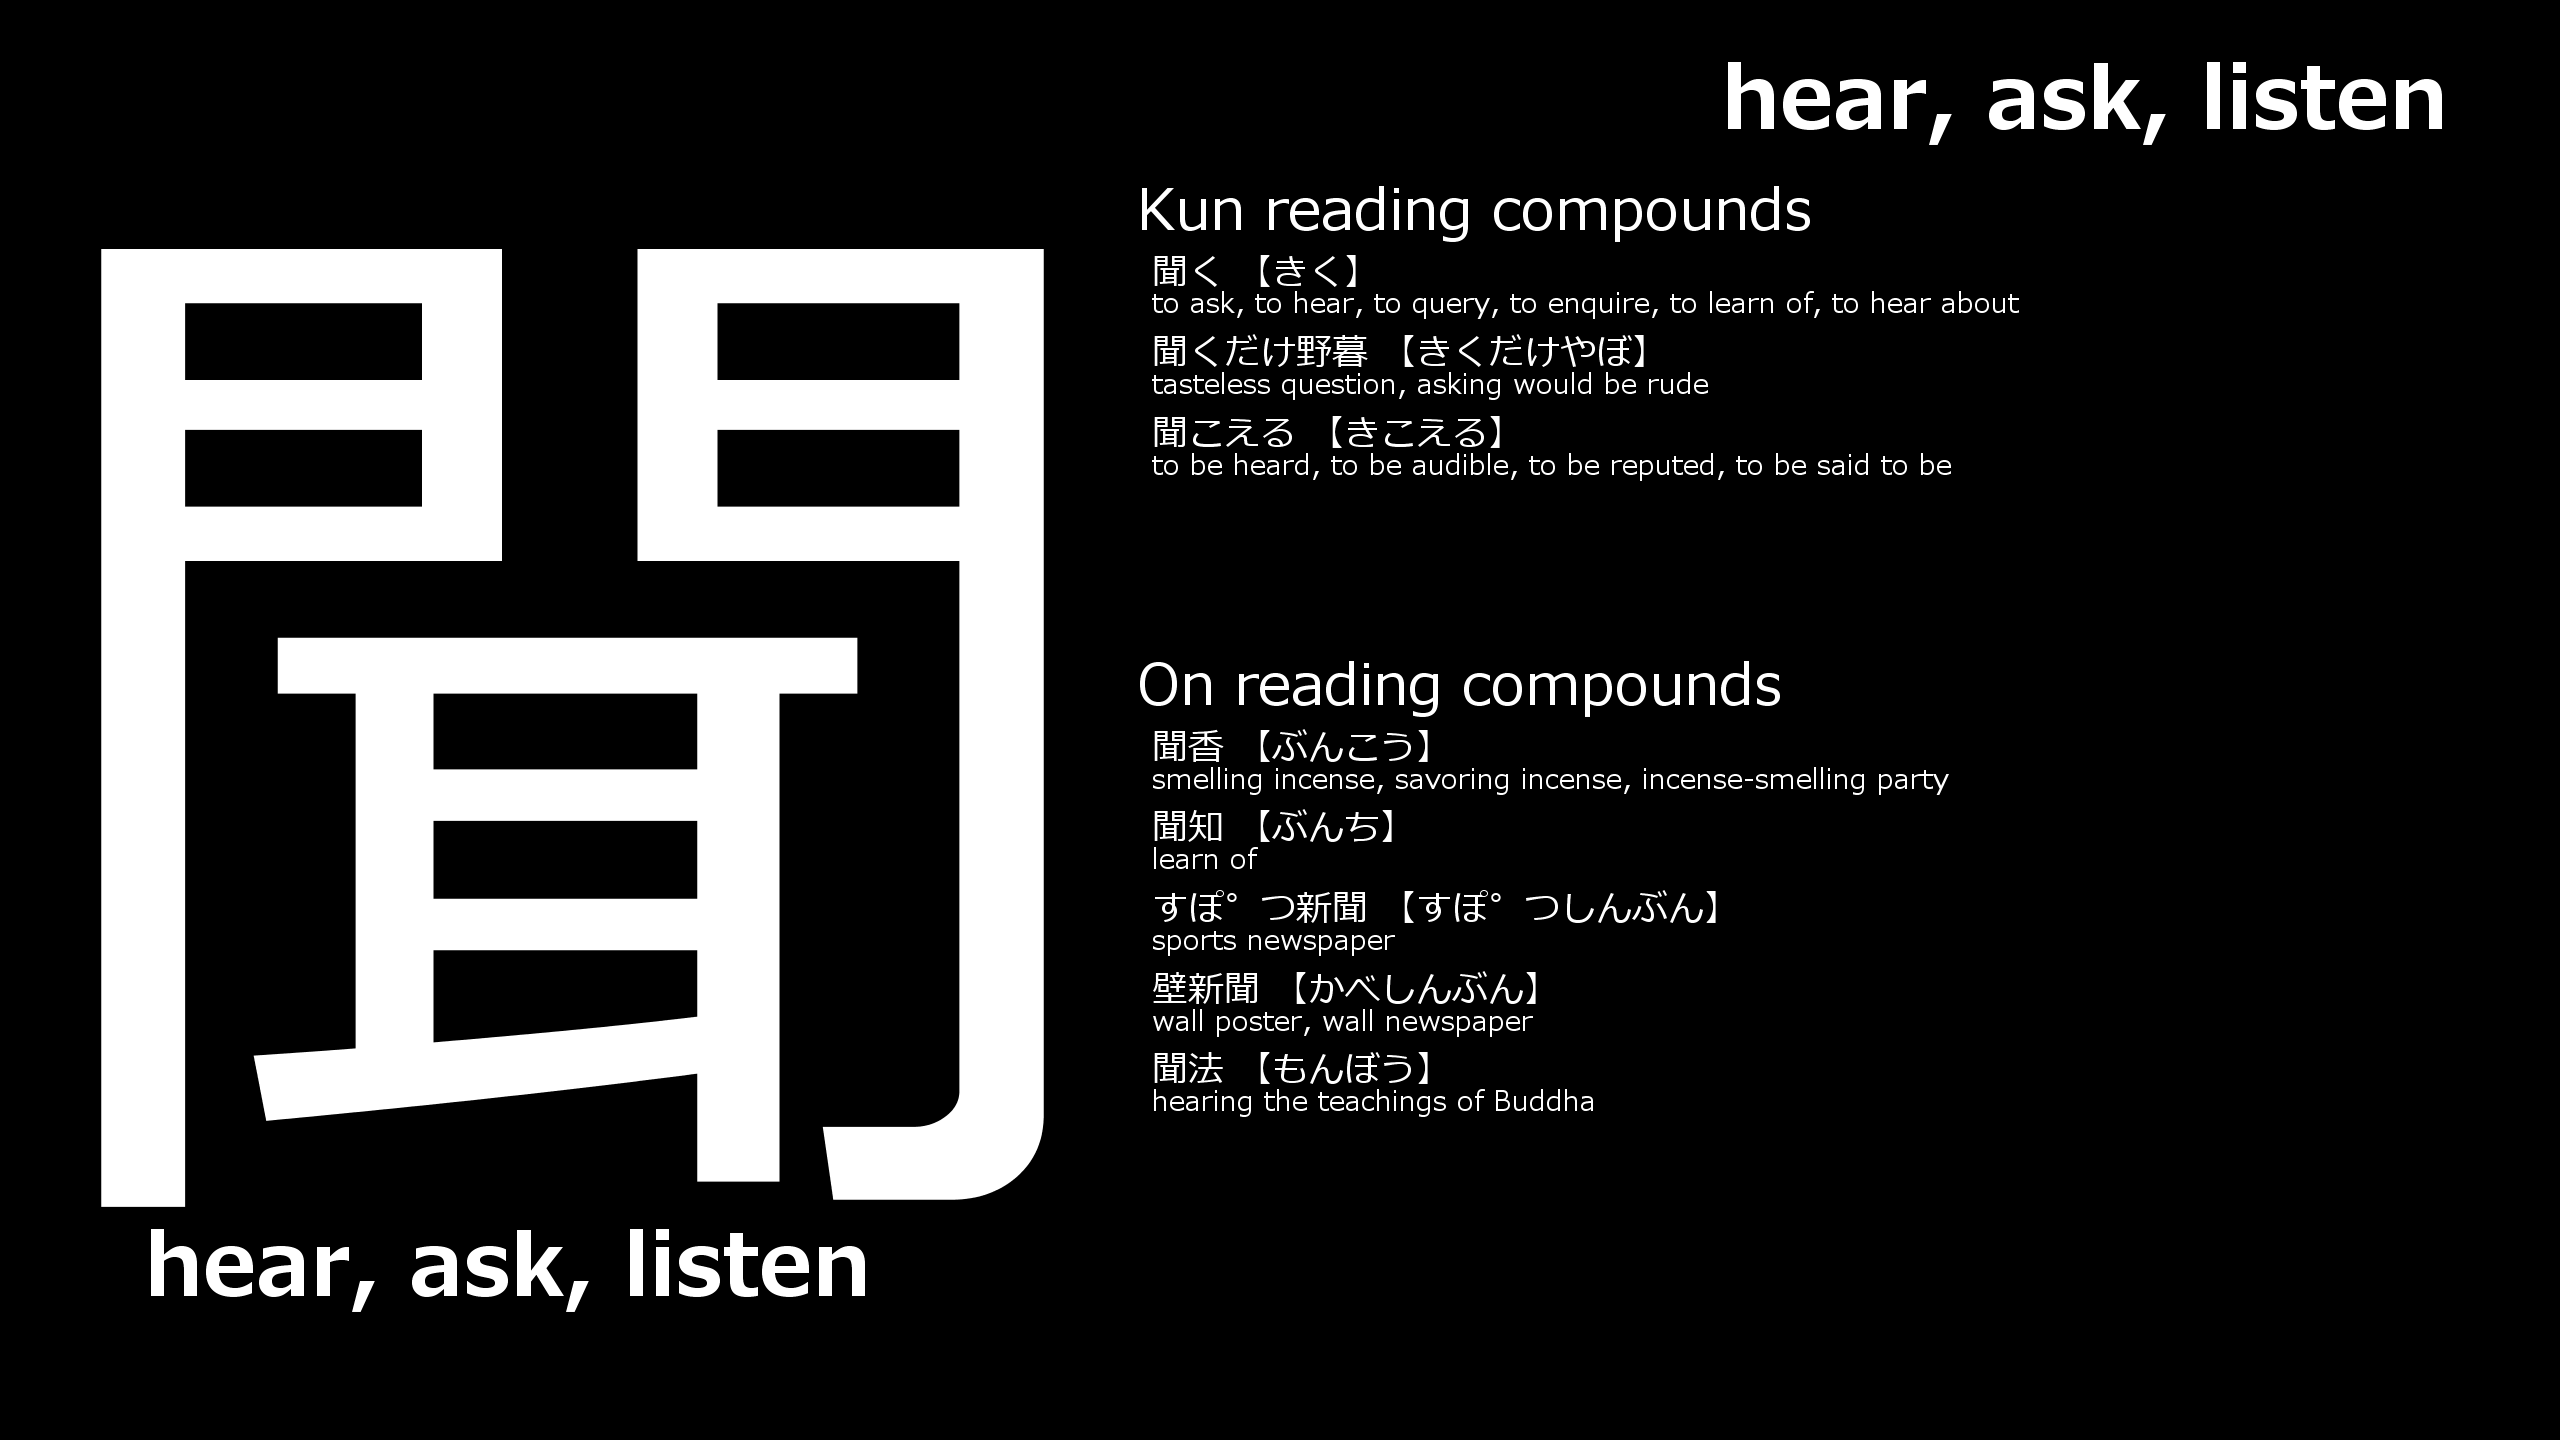 hear, ask, listen
聞
hear, ask, listen
Kun reading compounds
聞く 【きく】
to ask, to hear, to query, to enquire, to learn of, to hear about
聞くだけ野暮 【きくだけやぼ】
tasteless question, asking would be rude
聞こえる 【きこえる】
to be heard, to be audible, to be reputed, to be said to be
On reading compounds
聞香 【ぶんこう】
smelling incense, savoring incense, incense-smelling party
聞知 【ぶんち】
learn of
すぽ゜つ新聞 【すぽ゜つしんぶん】
sports newspaper
壁新聞 【かべしんぶん】
wall poster, wall newspaper
聞法 【もんぼう】
hearing the teachings of Buddha